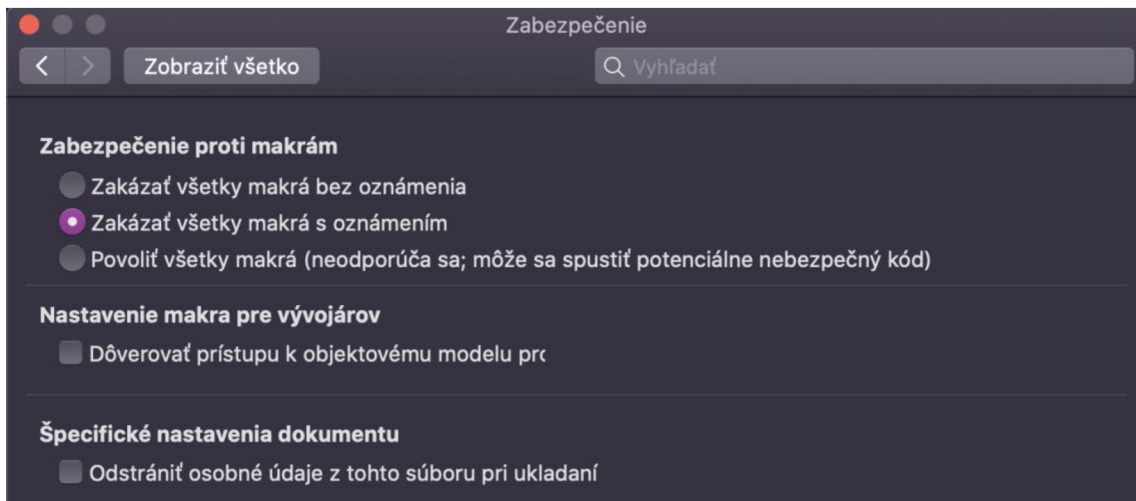 Zabezpečenie
Zobraziť všetko
Vyhľadať
Zabezpečenie proti makrám
Zakázať všetky makrá bez oznámenia
Zakázať všetky makrá s oznámením
Povoliť všetky makrá (neodporúča sa; môže sa spustiť potenciálne nebezpečný kód)
Nastavenie makra pre vývojárov
Dôverovať prístupu k objektovému modelu pro
Špecifické nastavenia dokumentu
Odstrániť osobné údaje z tohto súboru pri ukladaní